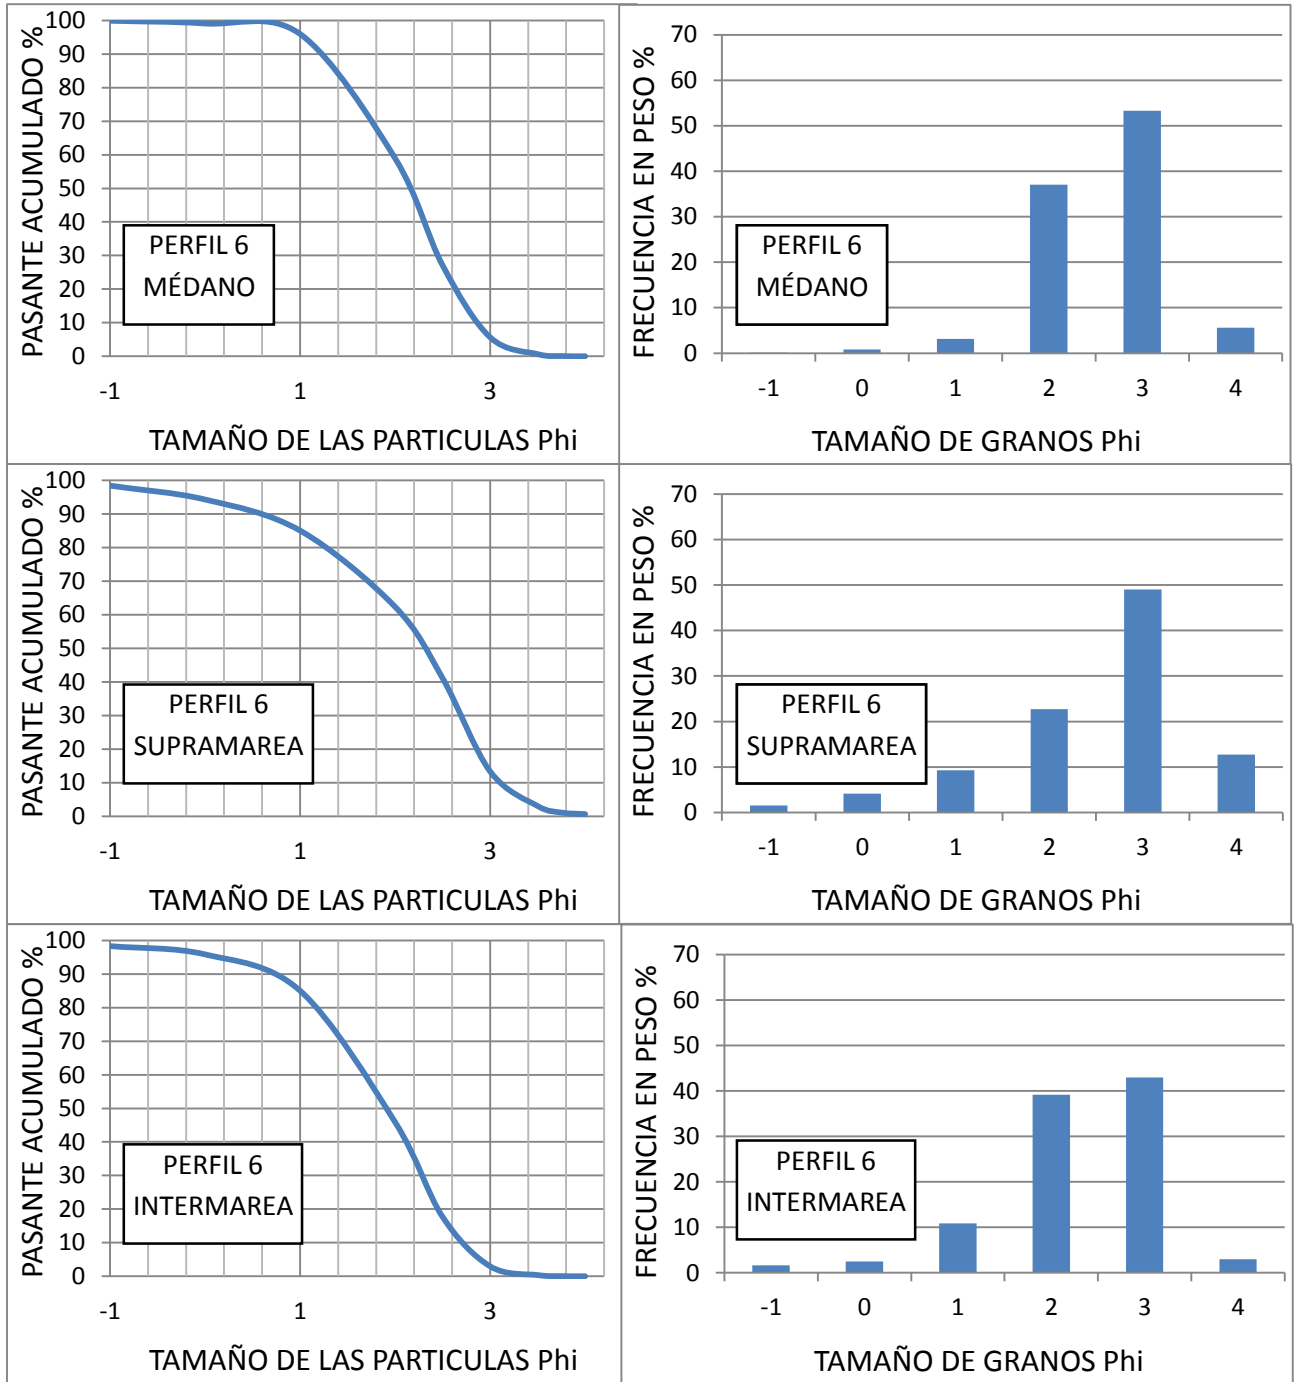 PASANTE ACUMULADO %
100
90
80
70
60
50
40
30
20
10
0
PERFIL 6
MÉDANO
-1 1 3
TAMAÑO DE LAS PARTICULAS Phi
FRECUENCIA EN PESO %
70
60
50
40
30
20
10
0
PERFIL 6
MÉDANO
-1 0 1 2 3 4
TAMAÑO DE GRANOS Phi
PASANTE ACUMULADO %
100
90
80
70
60
50
40
30
20
10
0
PERFIL 6
SUPRAMAREA
-1 1 3
TAMAÑO DE LAS PARTICULAS Phi
FRECUENCIA EN PESO %
70
60
50
40
30
20
10
0
PERFIL 6
SUPRAMAREA
-1 0 1 2 3 4
TAMAÑO DE GRANOS Phi
PASANTE ACUMULADO %
100
90
80
70
60
50
40
30
20
10
0
PERFIL 6
INTERMAREA
-1 1 3
TAMAÑO DE LAS PARTICULAS Phi
FRECUENCIA EN PESO %
70
60
50
40
30
20
10
0
PERFIL 6
INTERMAREA
-1 0 1 2 3 4
TAMAÑO DE GRANOS Phi